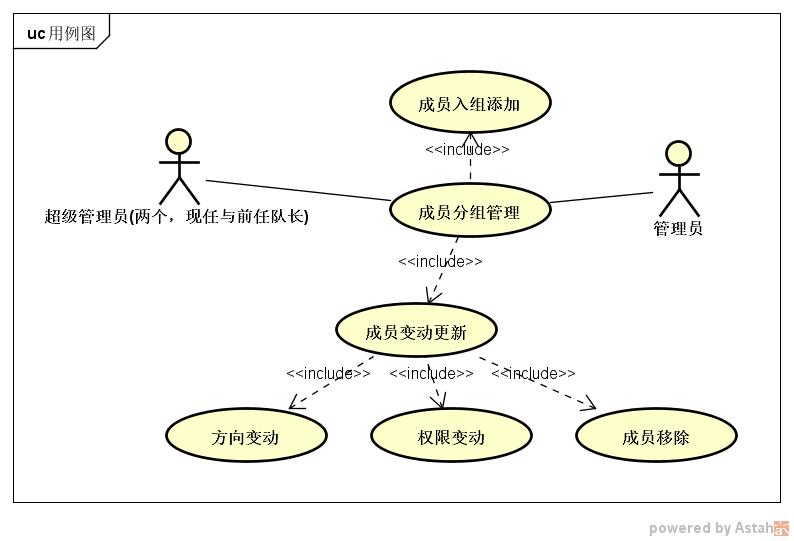 uc 用例图
成员入组添加
<<include>>
超级管理员(两个，现任与前任队长)
成员分组管理
管理员
<<include>>
成员变动更新
<<include>>
<<include>>
<<include>>
方向变动
权限变动
成员移除
powered by Astah